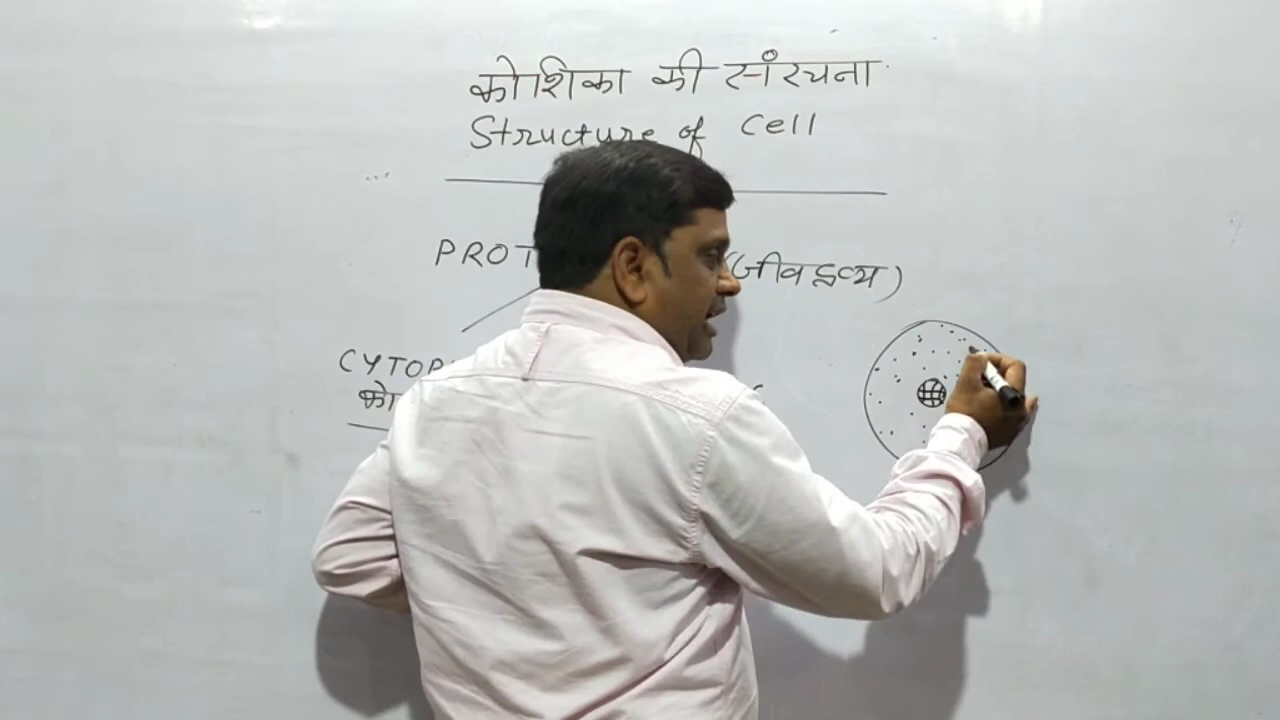 कोशिका की संरचना
Structure of Cell
PROT (जीवद्रव्य)
CYTOP
को